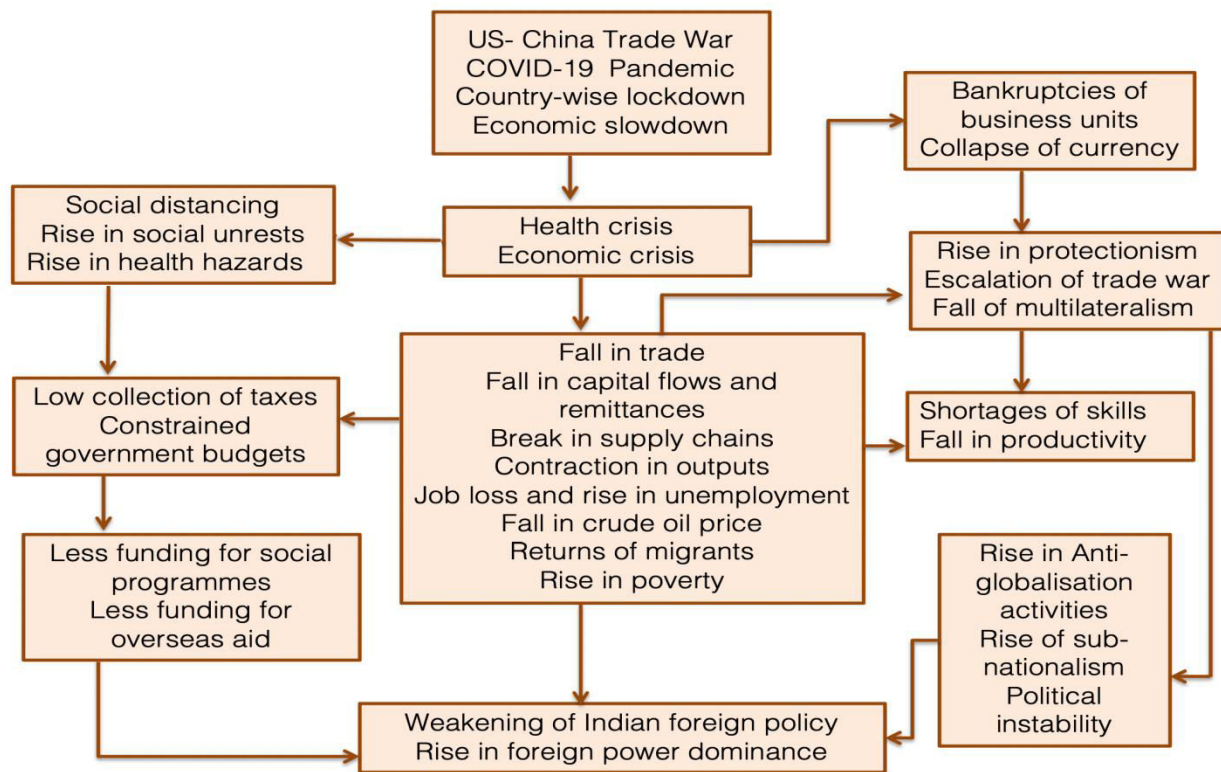 US- China Trade War
COVID-19 Pandemic
Country-wise lockdown
Economic slowdown
Bankruptcies of
business units
Collapse of currency
Social distancing
Rise in social unrests
Rise in health hazards
Health crisis
Economic crisis
Rise in protectionism
Escalation of trade war
Fall of multilateralism
Low collection of taxes
Constrained
government budgets
Fall in trade
Fall in capital flows and
remittances
Break in supply chains
Contraction in outputs
Job loss and rise in unemployment
Fall in crude oil price
Returns of migrants
Rise in poverty
Shortages of skills
Fall in productivity
Less funding for social
programmes
Less funding for
overseas aid
Rise in Anti-
globalisation
activities
Rise of sub-
nationalism
Political
instability
Weakening of Indian foreign policy
Rise in foreign power dominance